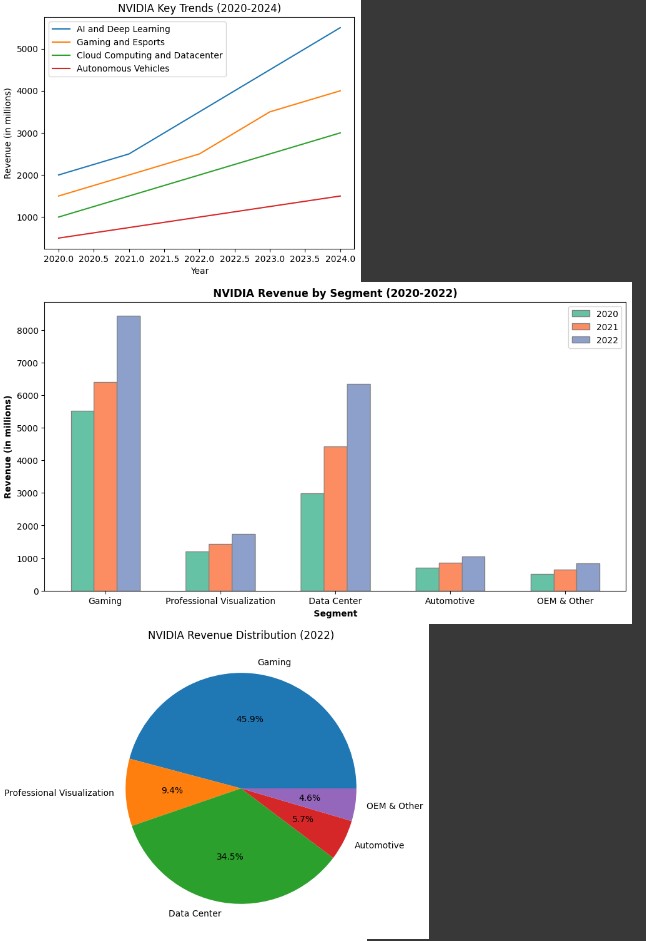 NVIDIA Key Trends (2020-2024)
AI and Deep Learning
Gaming and Esports
Cloud Computing and Datacenter
Autonomous Vehicles
Revenue (in millions)
5000
4000
3000
2000
1000
2020.0 2020.5 2021.0 2021.5 2022.0 2022.5 2023.0 2023.5 2024.0
Year
NVIDIA Revenue by Segment (2020-2022)
2020
2021
2022
Revenue (in millions)
8000
7000
6000
5000
4000
3000
2000
1000
0
Gaming Professional Visualization Data Center Automotive OEM & Other
Segment
NVIDIA Revenue Distribution (2022)
Gaming
45.9%
Professional Visualization
9.4%
4.6%
OEM & Other
5.7%
Automotive
34.5%
Data Center